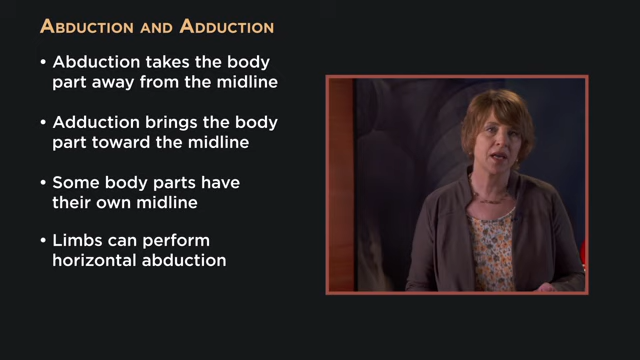 Abduction and Adduction
• Abduction takes the body
part away from the midline
• Adduction brings the body
part toward the midline
• Some body parts have
their own midline
• Limbs can perform
horizontal abduction